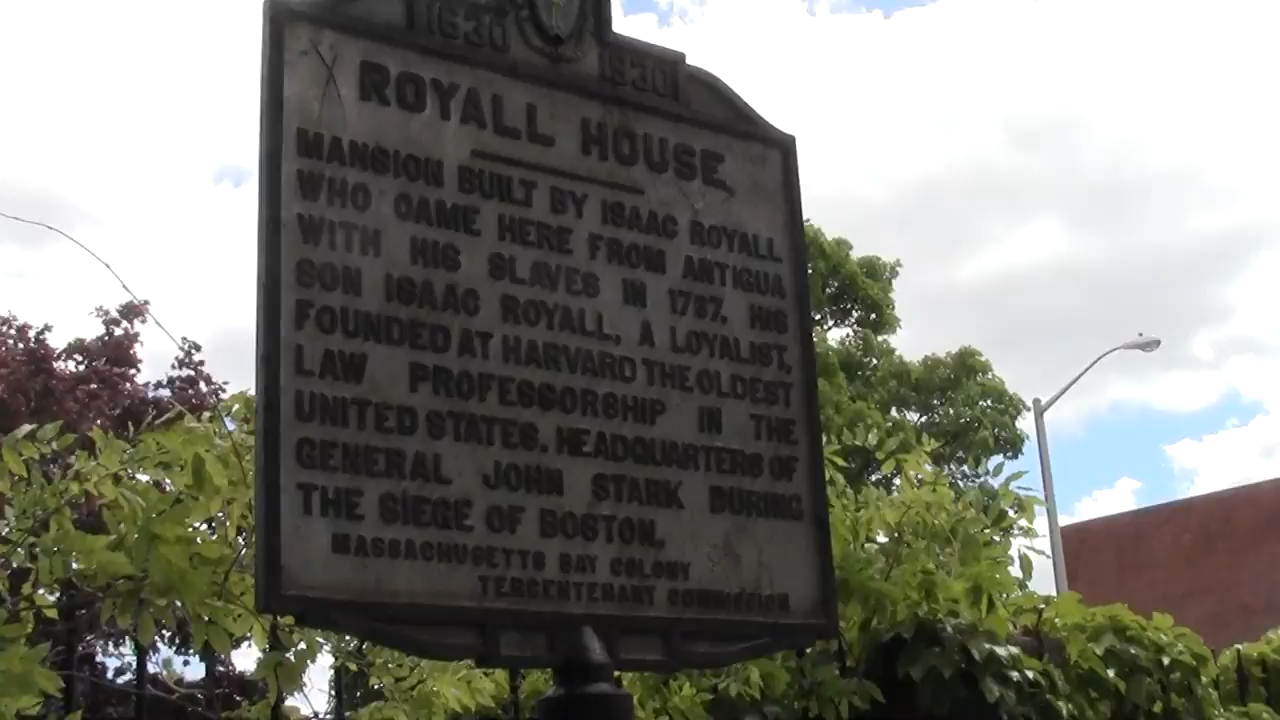 1630 1930
ROYALL HOUSE
MANSION BUILT BY ISAAC ROYALL
WHO CAME HERE FROM ANTIGUA
WITH HIS SLAVES IN 1737. HIS
SON ISAAC ROYALL, A LOYALIST,
FOUNDED AT HARVARD THE OLDEST
LAW PROFESSORSHIP IN THE
UNITED STATES. HEADQUARTERS OF
GENERAL JOHN STARK DURING
THE SIEGE OF BOSTON.
MASSACHUSETTS BAY COLONY
TERCENTENARY COMMISSION